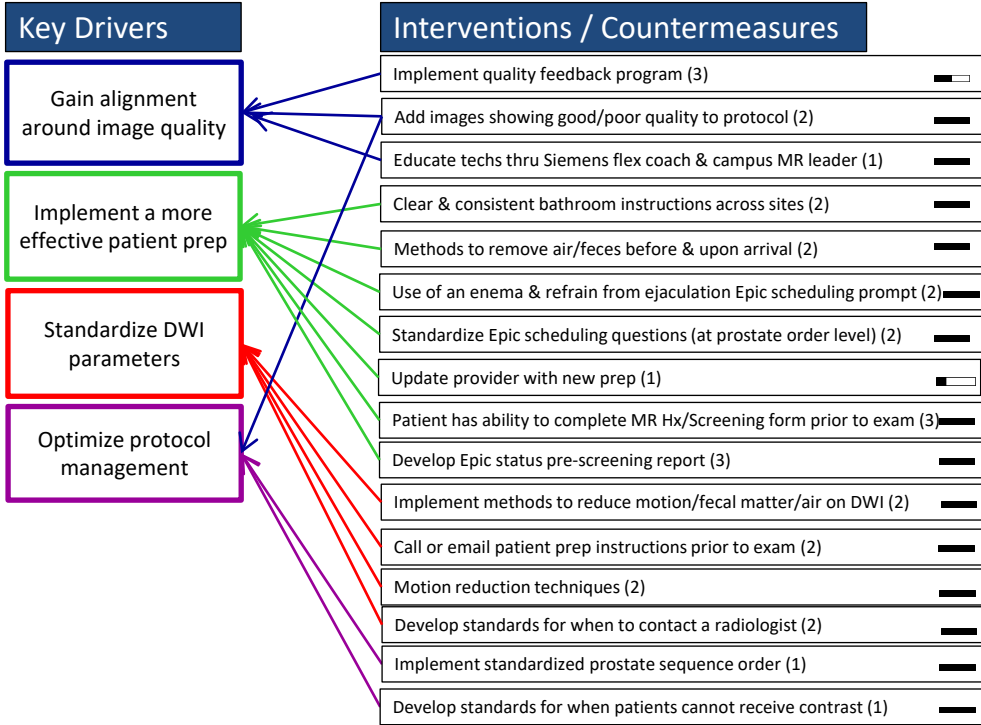 Key Drivers
Interventions / Countermeasures
Gain alignment
around image quality
Implement a more
effective patient prep
Standardize DWI
parameters
Optimize protocol
management
Implement quality feedback program (3)
Add images showing good/poor quality to protocol (2)
Educate techs thru Siemens flex coach & campus MR leader (1)
Clear & consistent bathroom instructions across sites (2)
Methods to remove air/feces before & upon arrival (2)
Use of an enema & refrain from ejaculation Epic scheduling prompt (2)
Standardize Epic scheduling questions (at prostate order level) (2)
Update provider with new prep (1)
Patient has ability to complete MR Hx/Screening form prior to exam (3)
Develop Epic status pre-screening report (3)
Implement methods to reduce motion/fecal matter/air on DWI (2)
Call or email patient prep instructions prior to exam (2)
Motion reduction techniques (2)
Develop standards for when to contact a radiologist (2)
Implement standardized prostate sequence order (1)
Develop standards for when patients cannot receive contrast (1)